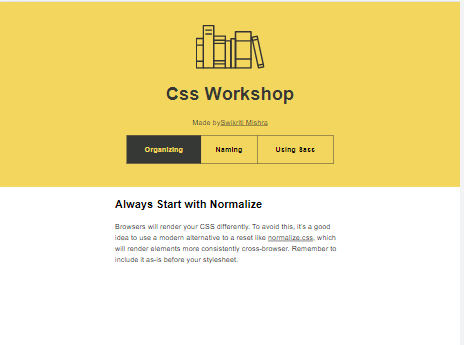 Css Workshop
Made bySwikriti Mishra
Organizing Naming Using Sass
Always Start with Normalize
Browsers will render your CSS differently. To avoid this, it's a good
idea to use a modern alternative to a reset like normalize.css, which
will render elements more consistently cross-browser. Remember to
include it as-is before your stylesheet.